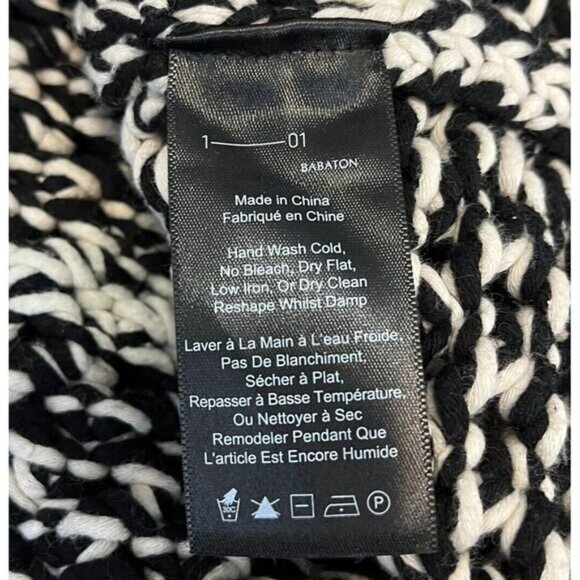 1—01
BABATON
Made in China
Fabriqué en Chine
Hand Wash Cold,
No Bleach, Dry Flat,
Low Iron, Or Dry Clean
Reshape Whilst Damp
Laver à La Main à L'eau Froide,
Pas De Blanchiment,
Sécher à Plat,
Repasser à Basse Température,
Ou Nettoyer à Sec
Remodeler Pendant Que
L'article Est Encore Humide
30C P